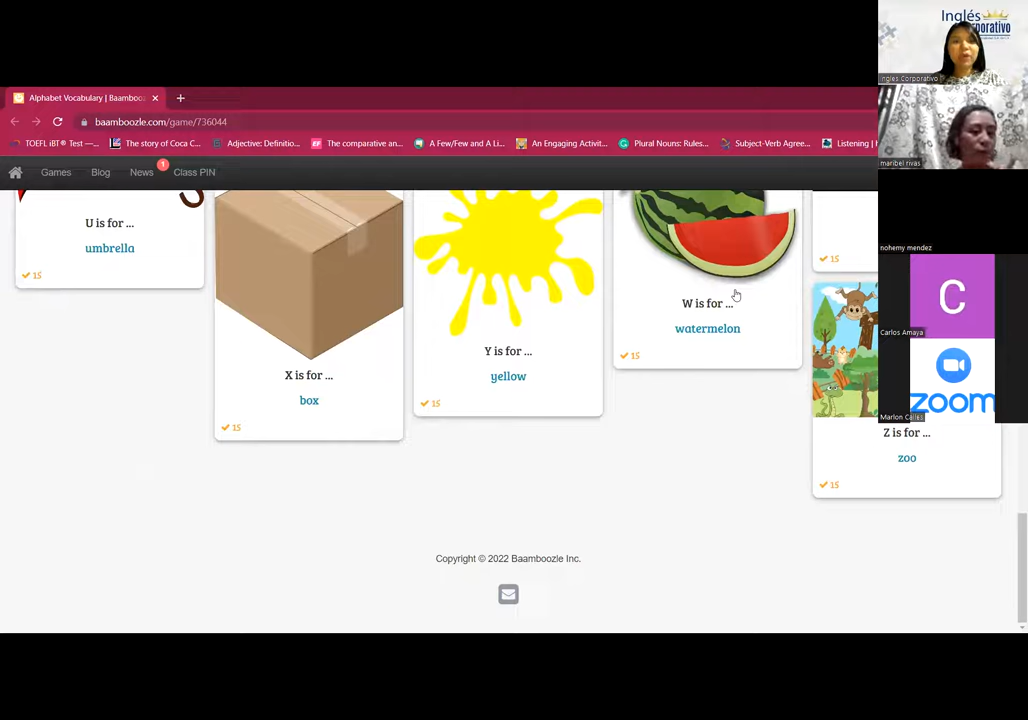 Alphabet Vocabulary | Baambooz
baamboozle.com/game/736044
TOEFL iBT® Test —...
The story of Coca C...
Adjective: Definitio...
The comparative an...
A Few/Few and A Li...
An Engaging Activit...
Plural Nouns: Rules...
Subject-Verb Agree...
Listening |
Home
Games
Blog
News
1
Class PIN
U is for ...
umbrella
15
X is for ...
box
15
Y is for ...
yellow
15
W is for ...
watermelon
15
15
Z is for ...
zoo
15
Copyright © 2022 Baamboozle Inc.
Inglés
Corporativo
Ingles Corporativo
maribel rivas
nohemy mendez
C
Carlos Amaya
zoom
Marlon Calles